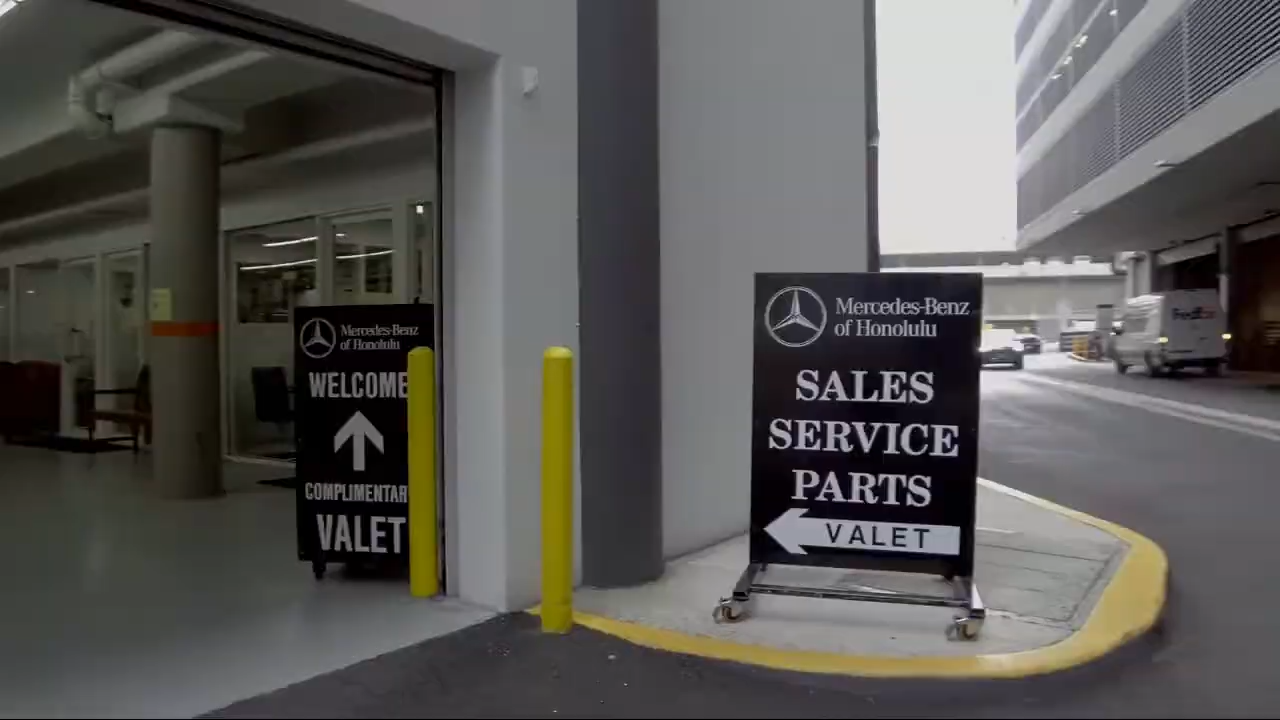 Mercedes-Benz
of Honolulu
WELCOME
COMPLIMENTAR
VALET
Mercedes-Benz
of Honolulu
SALES
SERVICE
PARTS
VALET
FedEx